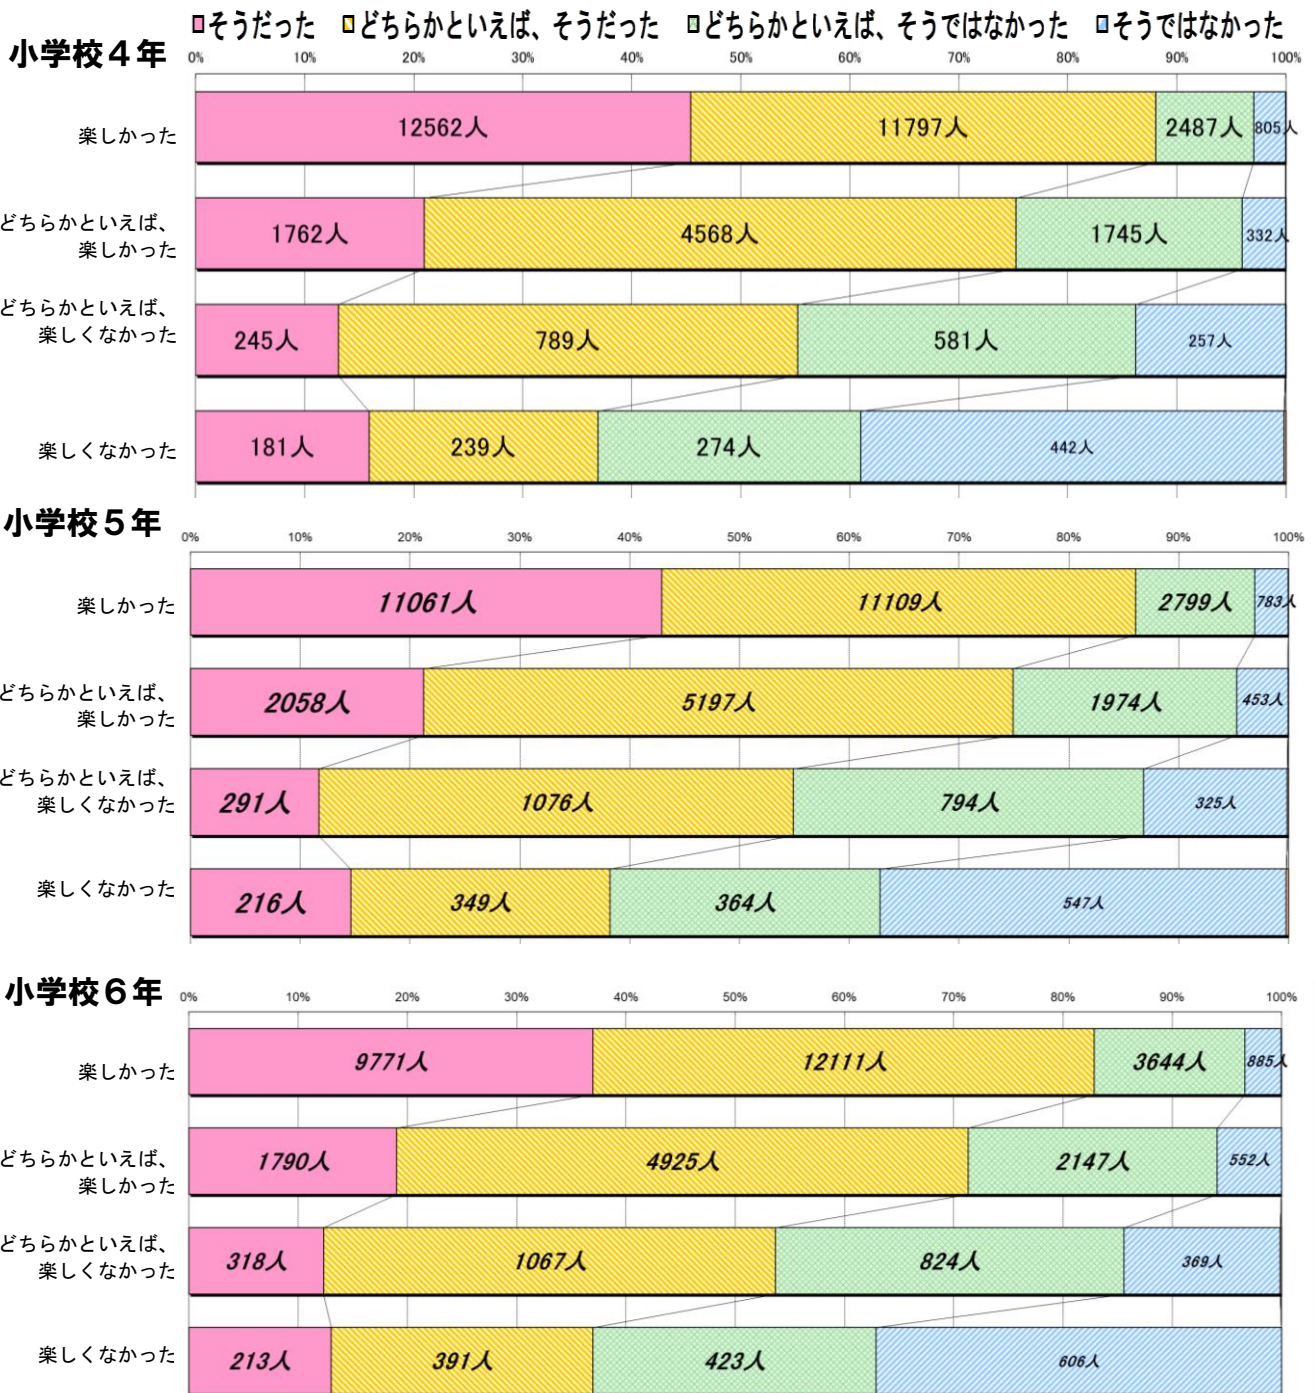 そうだった どちらかといえば、そうだった どちらかといえば、そうではなかった そうではなかった
小学校4年
0% 10% 20% 30% 40% 50% 60% 70% 80% 90% 100%
楽しかった 12562人 11797人 2487人 805人
どちらかといえば、
楽しかった 1762人 4568人 1745人 332人
どちらかといえば、
楽しくなかった 245人 789人 581人 257人
楽しくなかった 181人 239人 274人 442人
小学校5年
0% 10% 20% 30% 40% 50% 60% 70% 80% 90% 100%
楽しかった 11061人 11109人 2799人 783人
どちらかといえば、
楽しかった 2058人 5197人 1974人 453人
どちらかといえば、
楽しくなかった 291人 1076人 794人 325人
楽しくなかった 216人 349人 364人 547人
小学校6年
0% 10% 20% 30% 40% 50% 60% 70% 80% 90% 100%
楽しかった 9771人 12111人 3644人 885人
どちらかといえば、
楽しかった 1790人 4925人 2147人 552人
どちらかといえば、
楽しくなかった 318人 1067人 824人 369人
楽しくなかった 213人 391人 423人 606人